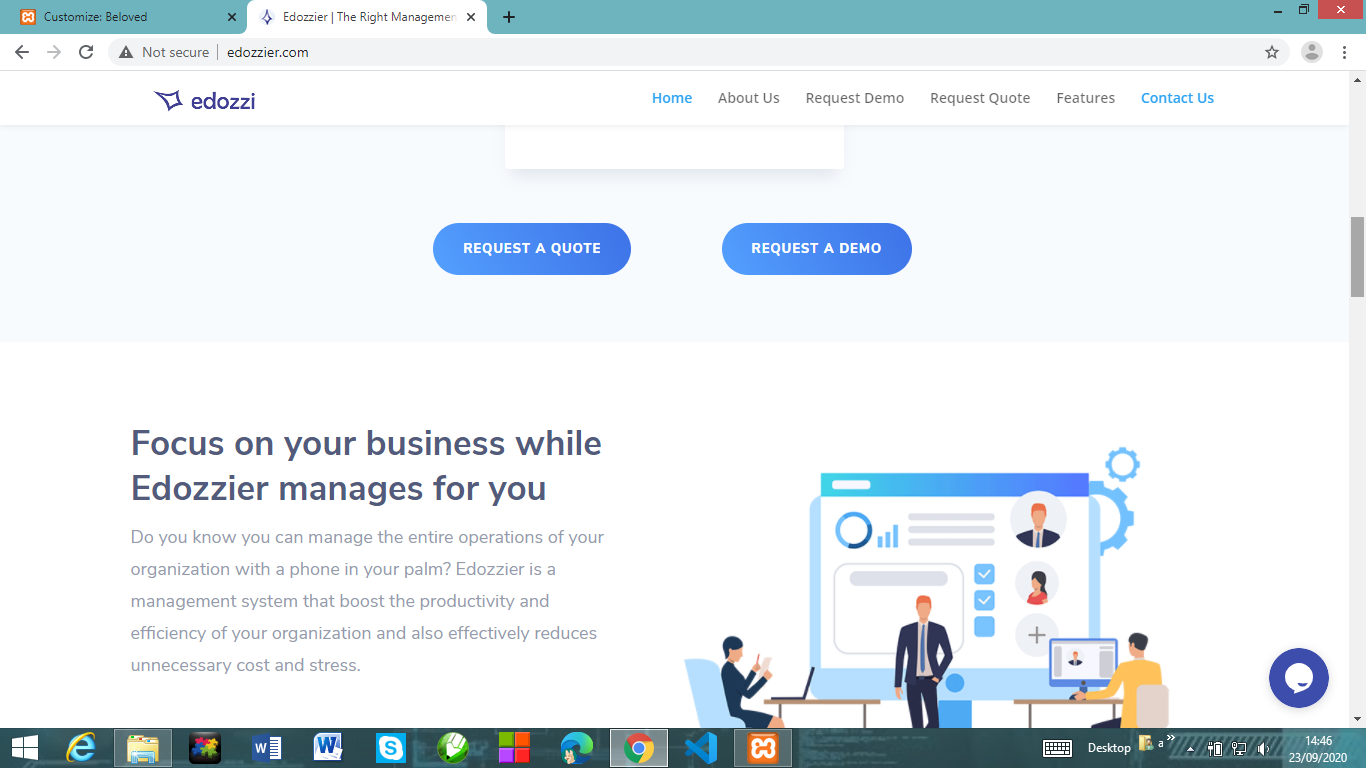 Customize: Beloved
Edozzier | The Right Managemen
Not secure
edozzier.com
edozzi
Home
About Us
Request Demo
Request Quote
Features
Contact Us
REQUEST A QUOTE
REQUEST A DEMO
Focus on your business while
Edozzier manages for you
Do you know you can manage the entire operations of your
organization with a phone in your palm? Edozzier is a
management system that boost the productivity and
efficiency of your organization and also effectively reduces
unnecessary cost and stress.
Desktop
a
14:46
23/09/2020